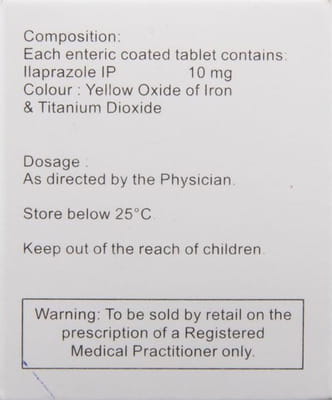 Composition:
Each enteric coated tablet contains:
Ilaprazole IP 10 mg
Colour : Yellow Oxide of Iron
& Titanium Dioxide
Dosage :
As directed by the Physician.
Store below 25°C.
Keep out of the reach of children.
Warning: To be sold by retail on the
prescription of a Registered
Medical Practitioner only.